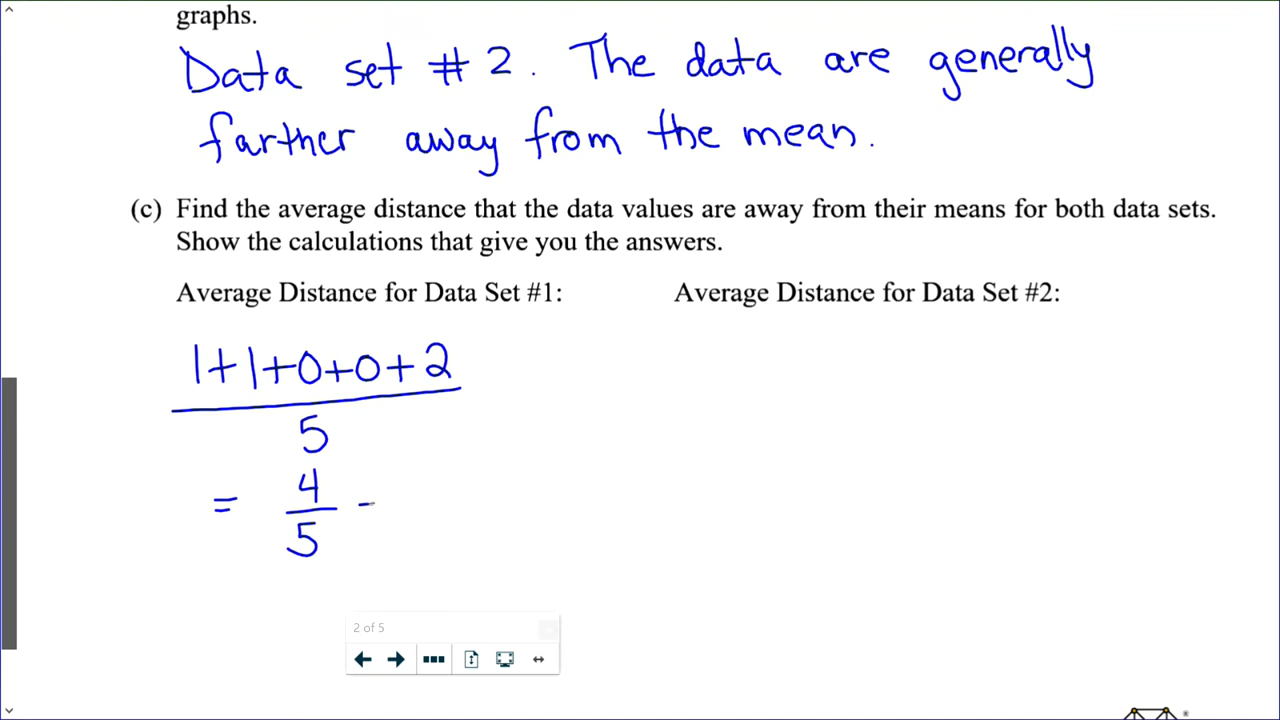 graphs.
Data set # 2. The data are generally
farther away from the mean.
(c) Find the average distance that the data values are away from their means for both data sets.
Show the calculations that give you the answers.
Average Distance for Data Set #1:
Average Distance for Data Set #2:
1+1+0+0+2
5
= 4
5
2 of 5